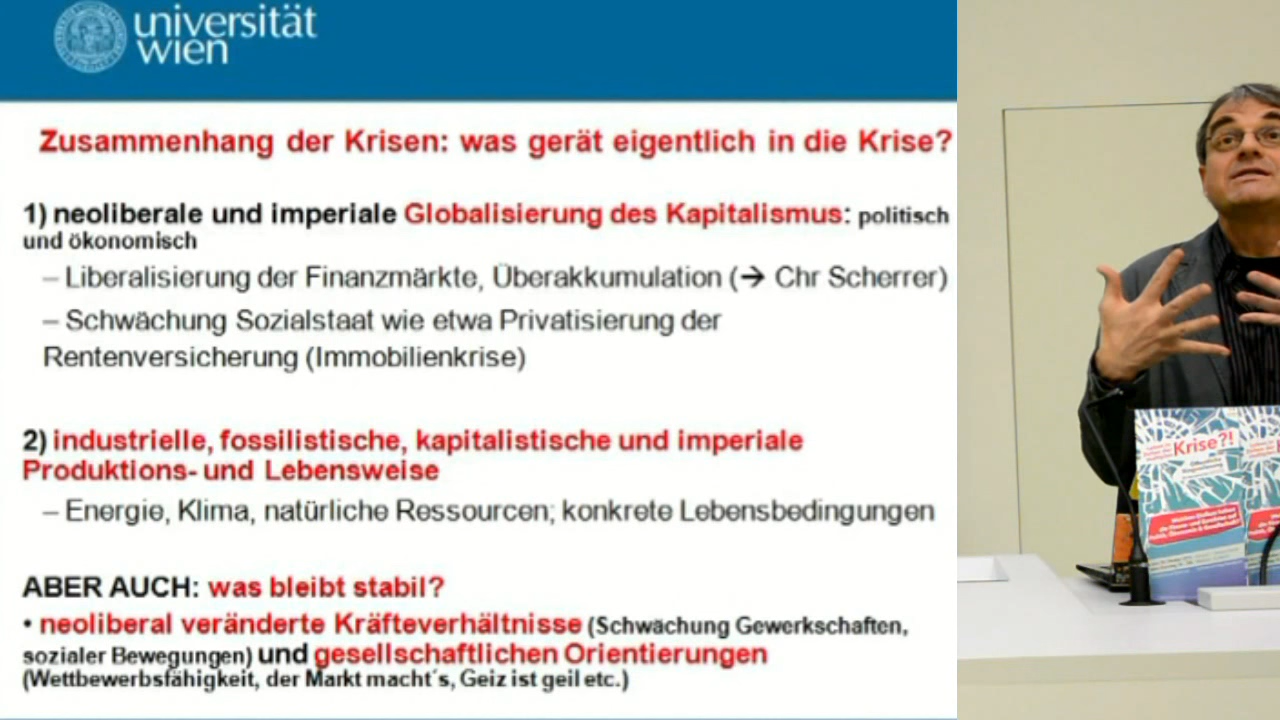 universität
wien
Zusammenhang der Krisen: was gerät eigentlich in die Krise?
1) neoliberale und imperiale Globalisierung des Kapitalismus: politisch
und ökonomisch
– Liberalisierung der Finanzmärkte, Überakkumulation (→ Chr Scherrer)
– Schwächung Sozialstaat wie etwa Privatisierung der
Rentenversicherung (Immobilienkrise)
2) industrielle, fossilistische, kapitalistische und imperiale
Produktions- und Lebensweise
– Energie, Klima, natürliche Ressourcen; konkrete Lebensbedingungen
ABER AUCH: was bleibt stabil?
• neoliberal veränderte Kräfteverhältnisse (Schwächung Gewerkschaften,
sozialer Bewegungen) und gesellschaftlichen Orientierungen
(Wettbewerbsfähigkeit, der Markt macht´s, Geiz ist geil etc.)
Krise?!